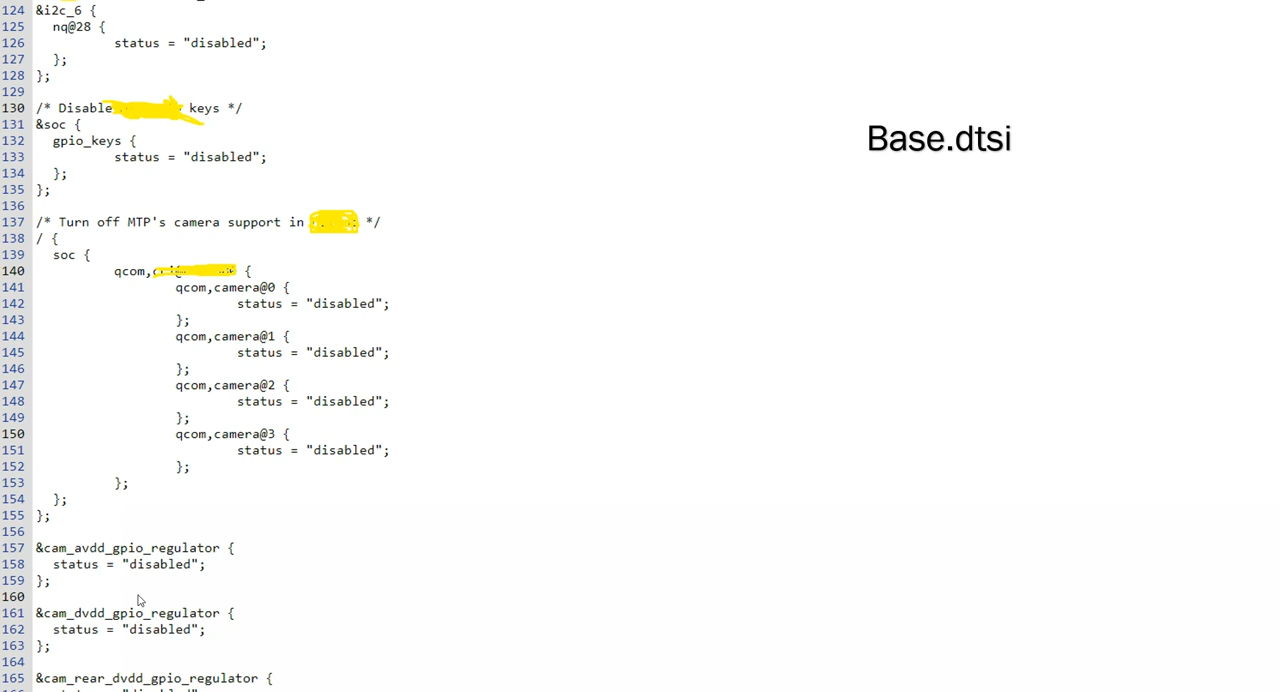 124 &i2c_6 {
125 nq@28 {
126 status = "disabled";
127 };
128 };
129
130 /* Disable keys */
131 &soc {
132 gpio_keys {
133 status = "disabled";
134 };
135 };
136
137 /* Turn off MTP's camera support in */
138 / {
139 soc {
140 qcom, {
141 qcom,camera@0 {
142 status = "disabled";
143 };
144 qcom,camera@1 {
145 status = "disabled";
146 };
147 qcom,camera@2 {
148 status = "disabled";
149 };
150 qcom,camera@3 {
151 status = "disabled";
152 };
153 };
154 };
155 };
156
157 &cam_avdd_gpio_regulator {
158 status = "disabled";
159 };
160
161 &cam_dvdd_gpio_regulator {
162 status = "disabled";
163 };
164
165 &cam_rear_dvdd_gpio_regulator {
Base.dtsi